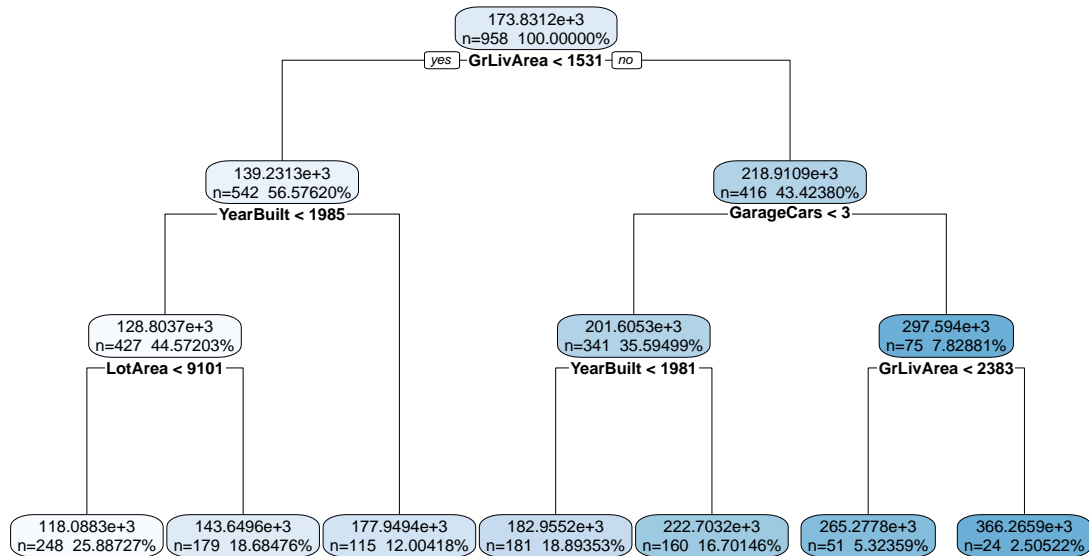 173.8312e+3
n=958 100.00000%
yes GrLivArea < 1531 no
139.2313e+3
n=542 56.57620%
YearBuilt < 1985
218.9109e+3
n=416 43.42380%
GarageCars < 3
128.8037e+3
n=427 44.57203%
LotArea < 9101
201.6053e+3
n=341 35.59499%
YearBuilt < 1981
297.594e+3
n=75 7.82881%
GrLivArea < 2383
118.0883e+3
n=248 25.88727%
143.6496e+3
n=179 18.68476%
177.9494e+3
n=115 12.00418%
182.9552e+3
n=181 18.89353%
222.7032e+3
n=160 16.70146%
265.2778e+3
n=51 5.32359%
366.2659e+3
n=24 2.50522%